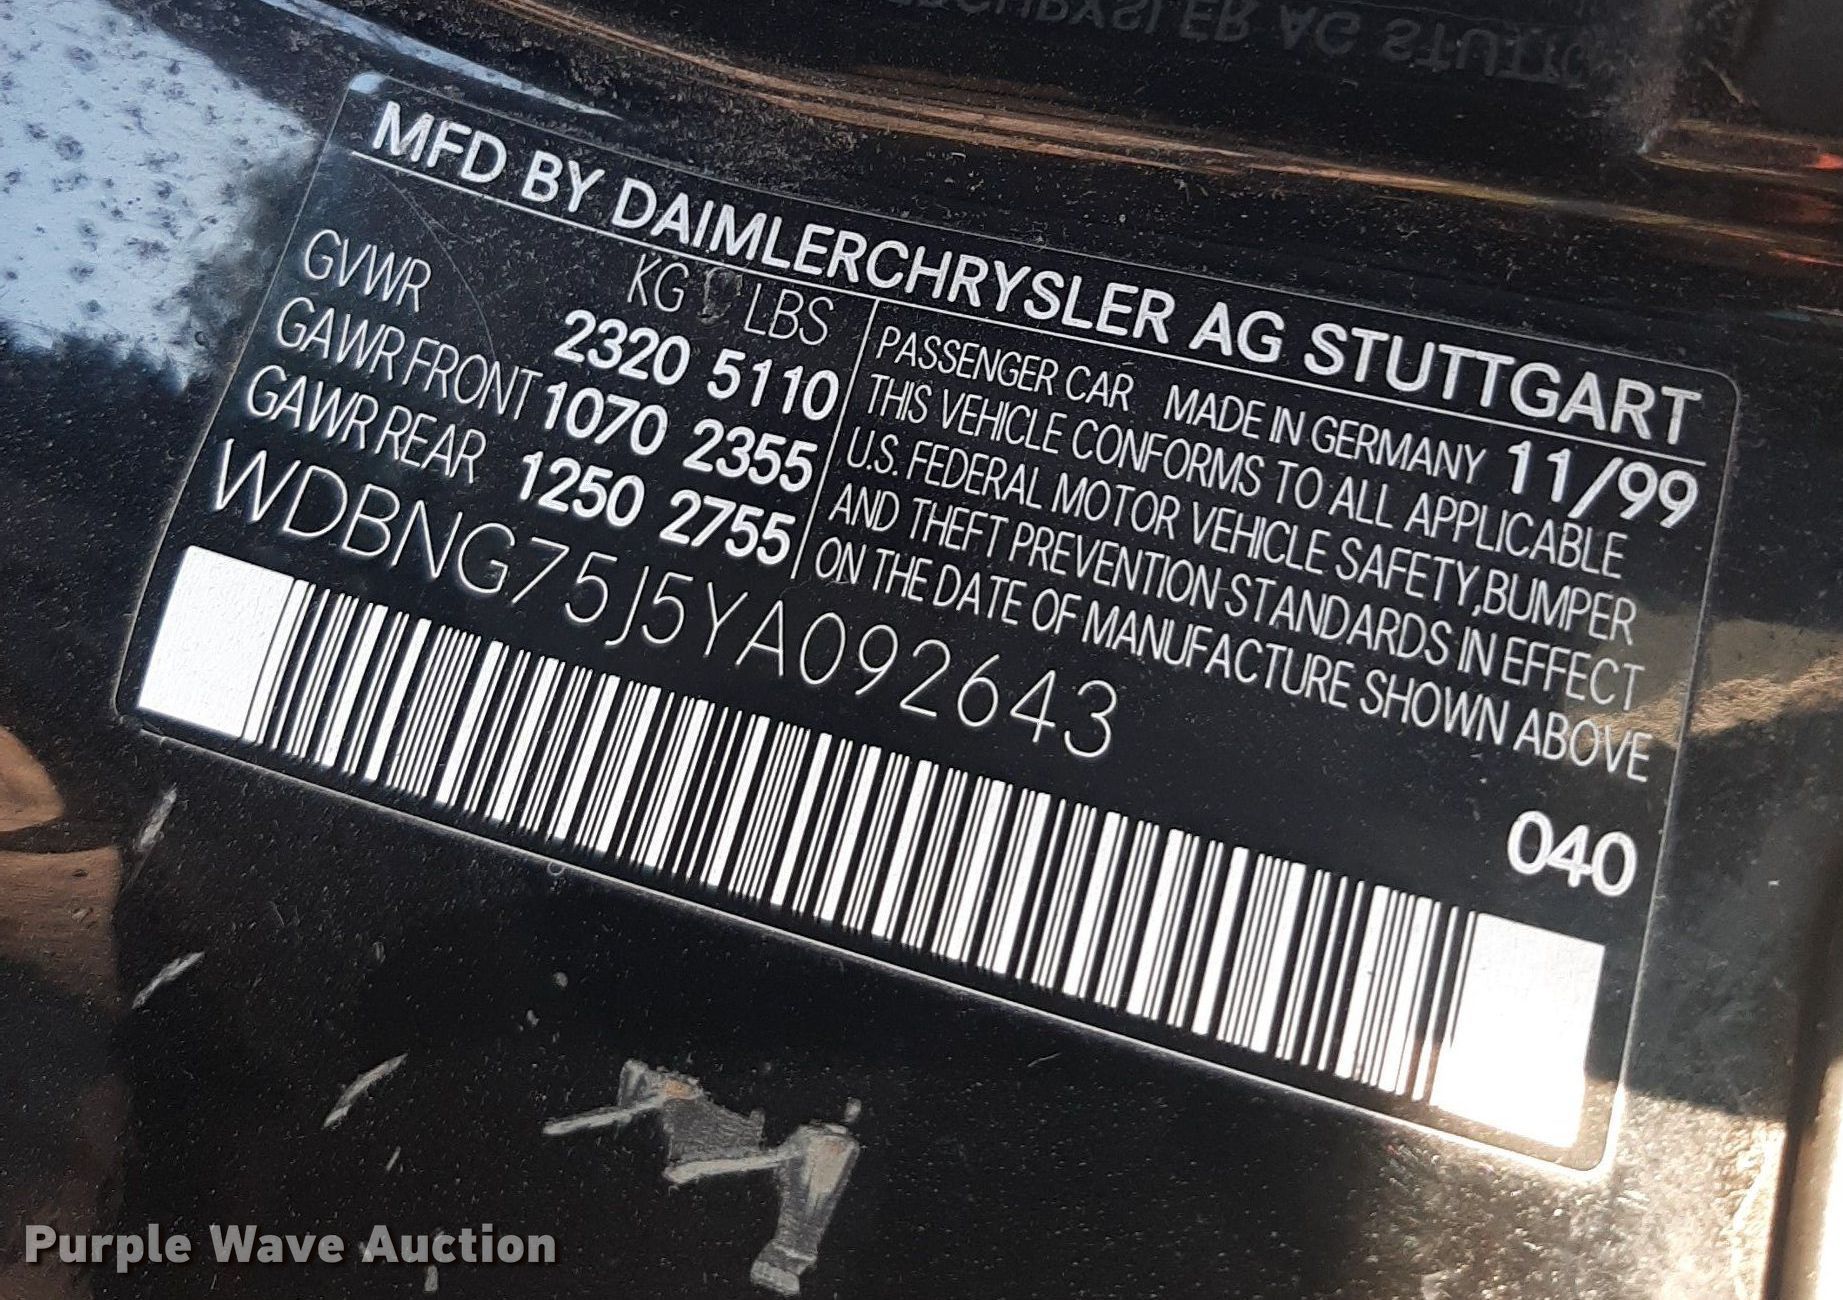 MFD BY DAIMLERCHRYSLER AG STUTTGART
KG LBS
GVWR 2320 5110
GAWR FRONT 1070 2355
GAWR REAR 1250 2755
PASSENGER CAR MADE IN GERMANY 11/99
THIS VEHICLE CONFORMS TO ALL APPLICABLE
U.S. FEDERAL MOTOR VEHICLE SAFETY, BUMPER
AND THEFT PREVENTION STANDARDS IN EFFECT
ON THE DATE OF MANUFACTURE SHOWN ABOVE
WDBNG75J5YA092643
040
Purple Wave Auction